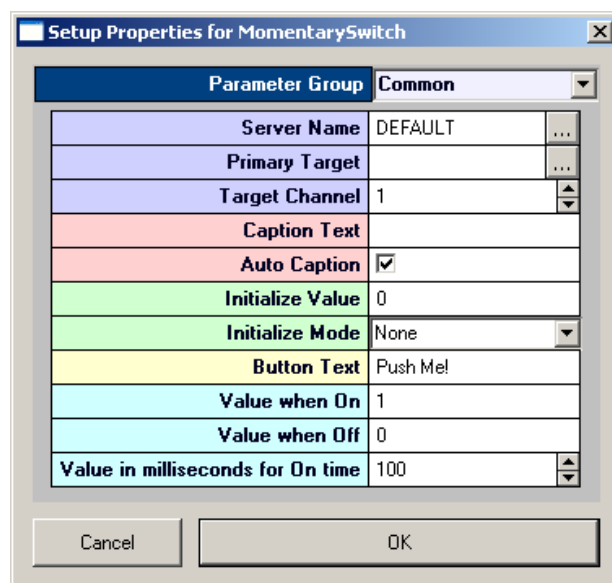 Setup Properties for MomentarySwitch
Parameter Group Common
Server Name DEFAULT ...
Primary Target ...
Target Channel 1
Caption Text
Auto Caption
Initialize Value 0
Initialize Mode None
Button Text Push Me!
Value when On 1
Value when Off 0
Value in milliseconds for On time 100
Cancel OK